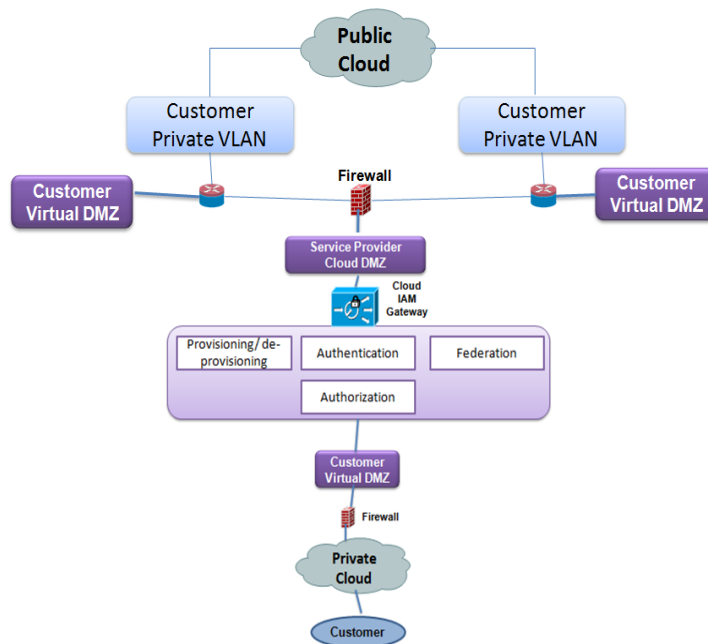 Public
Cloud
Customer
Private VLAN
Customer
Private VLAN
Customer
Virtual DMZ
Firewall
Customer
Virtual DMZ
Service Provider
Cloud DMZ
Cloud
IAM
Gateway
Provisioning/ de-
provisioning
Authentication
Federation
Authorization
Customer
Virtual DMZ
Firewall
Private
Cloud
Customer